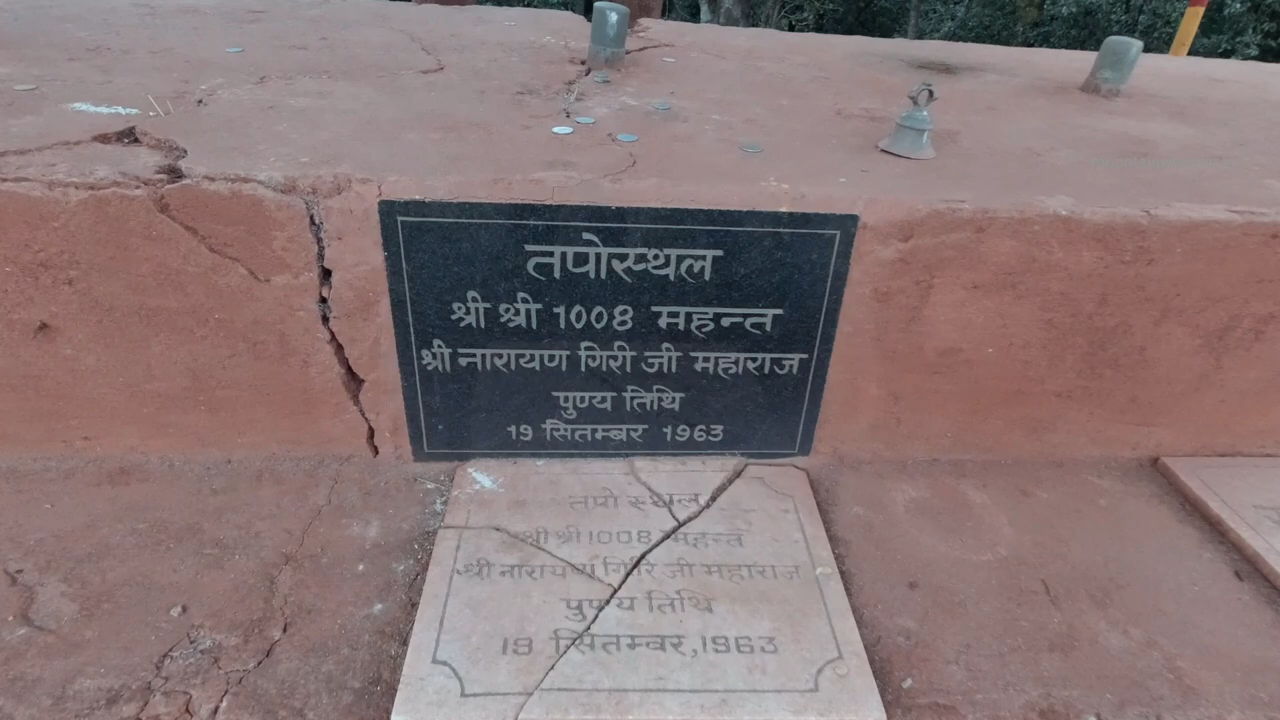 तपोस्थल
श्री श्री 1008 महन्त
श्री नारायण गिरी जी महाराज
पुण्य तिथि
19 सितम्बर 1963
तपो स्थल
श्री श्री 1008 महन्त
श्री नारायण गिरि जी महाराज
पुण्य तिथि
19 सितम्बर,1963